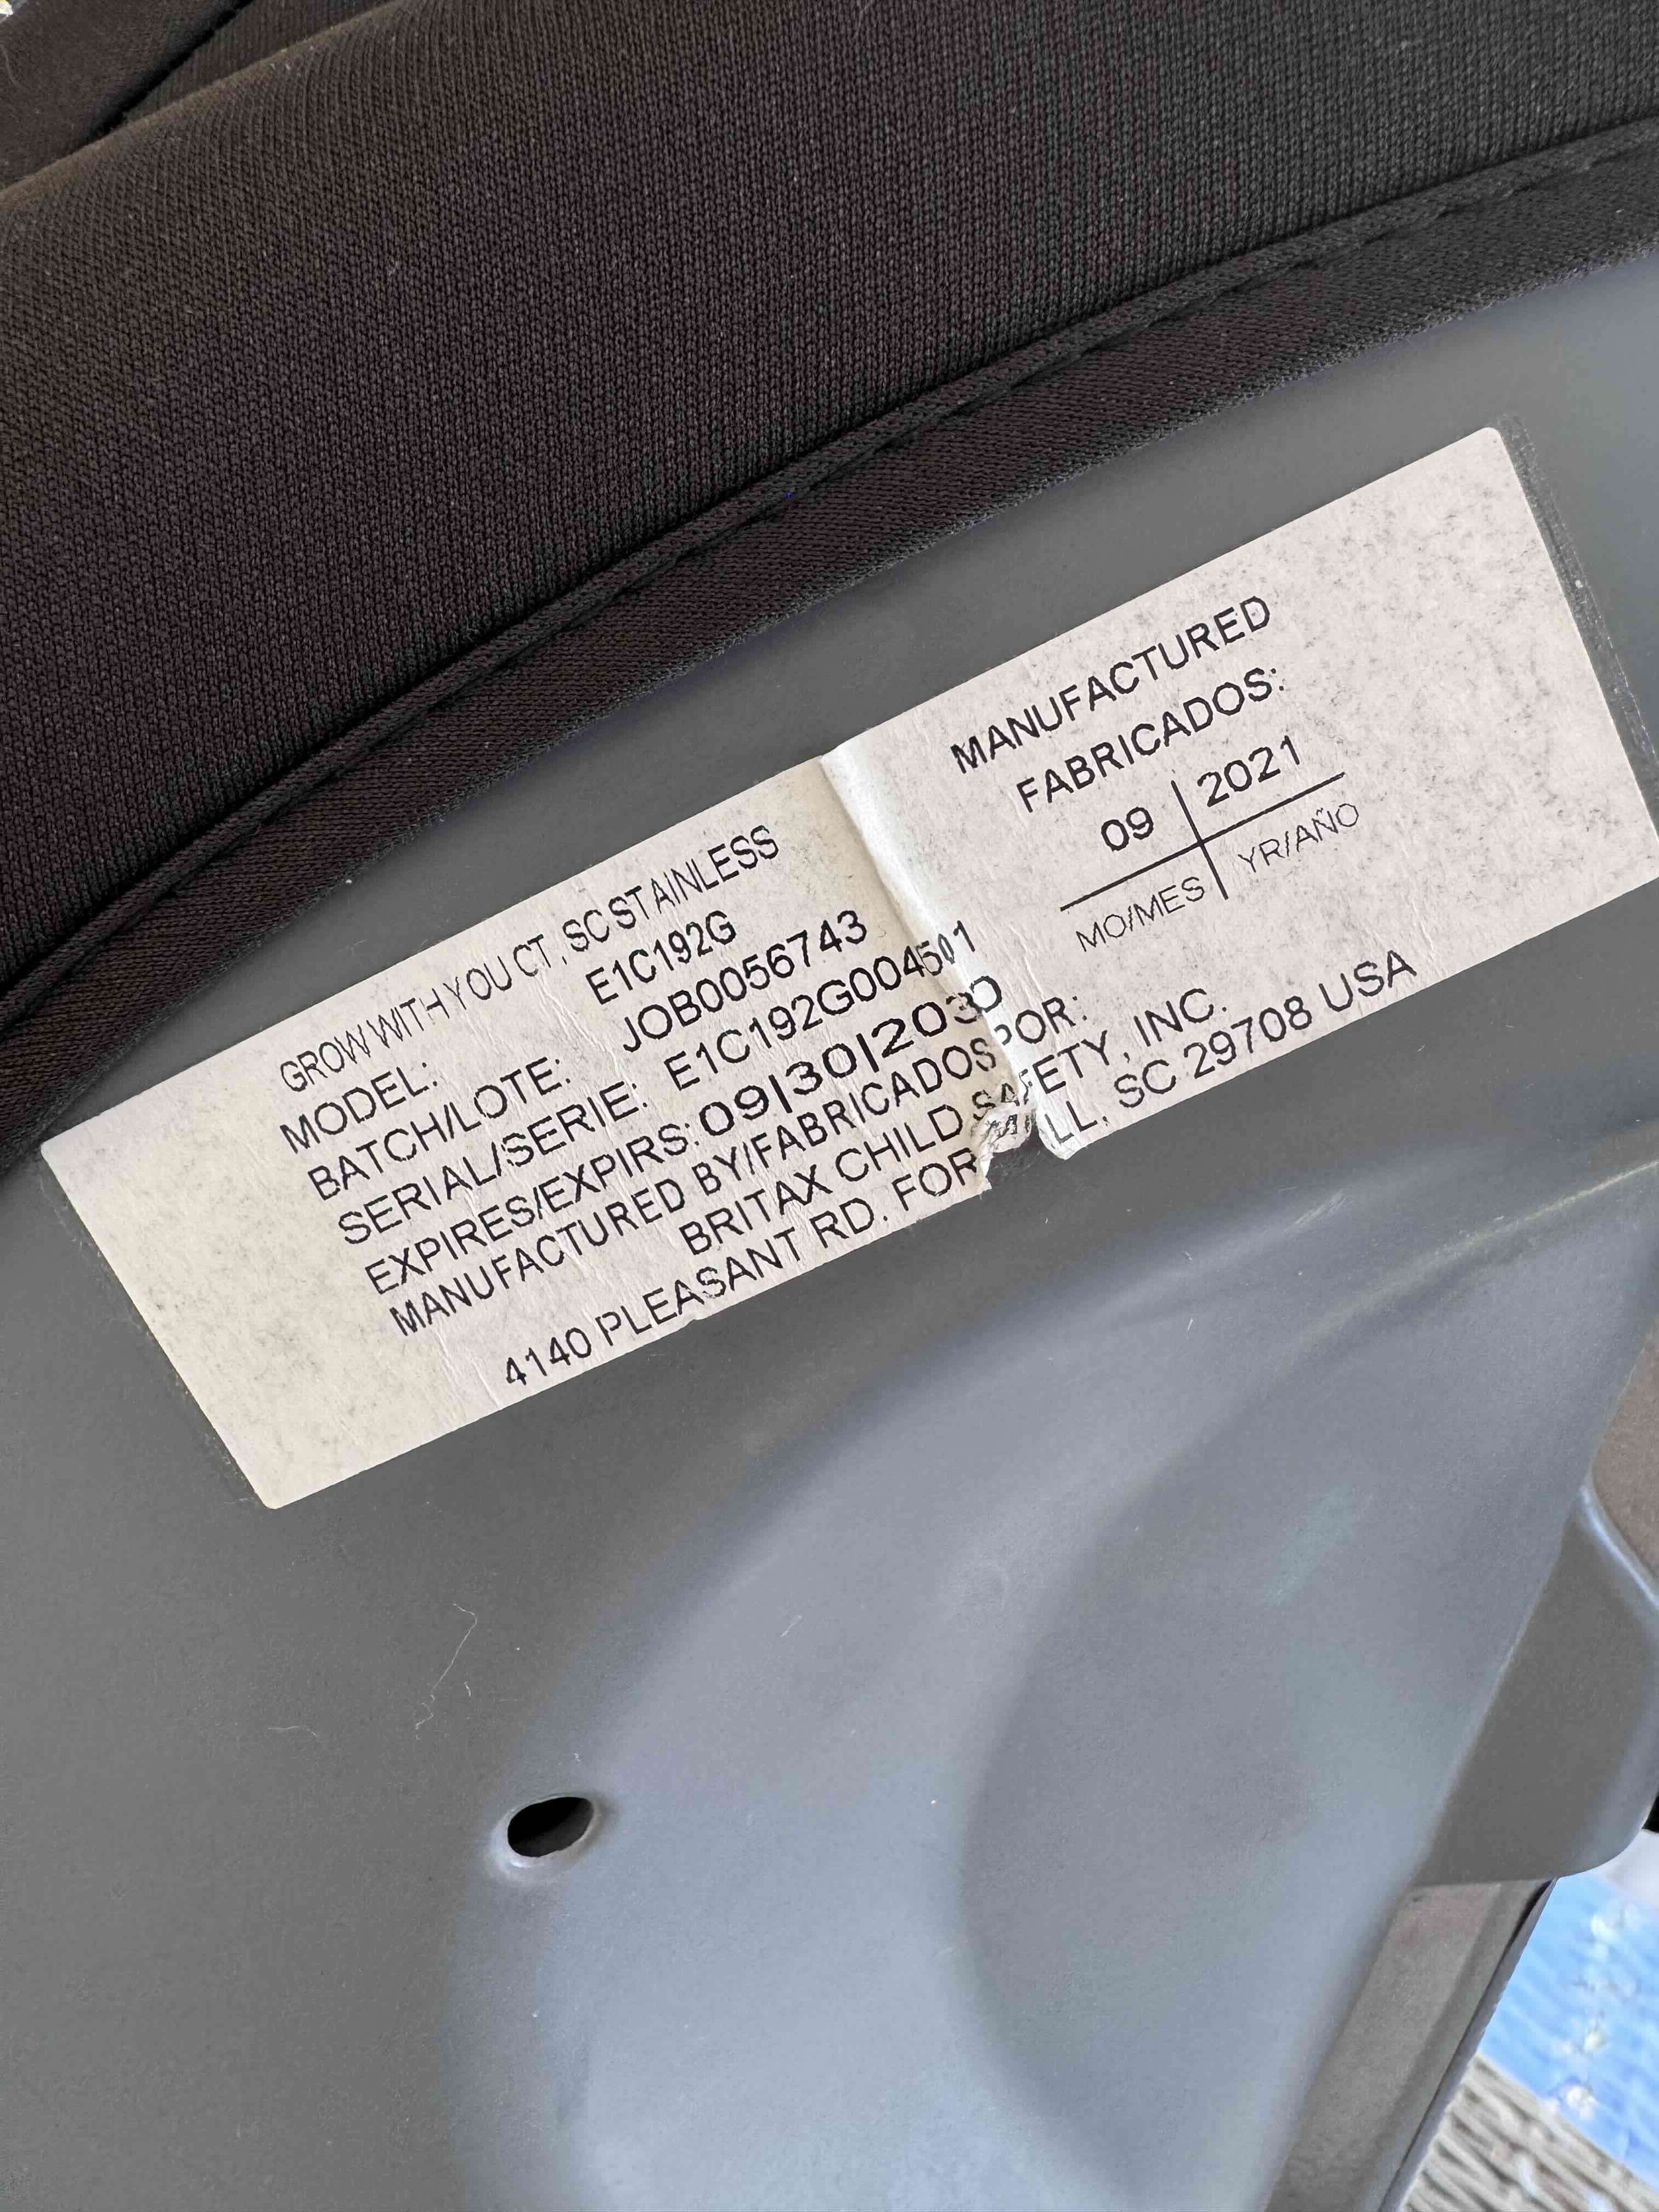 GROW WITH YOU CT, SC STAINLESS
MODEL: E1C192G
BATCH/LOTE: JOB0056743
SERIAL/SERIE: E1C192G004501
EXPIRES/EXPIRS: 09|30|2030
MANUFACTURED BY/FABRICADOS POR:
BRITAX CHILD SAFETY, INC.
4140 PLEASANT RD. FOR LL, SC 29708 USA
MANUFACTURED
FABRICADOS:
09 | 2021
MO/MES | YR/AÑO